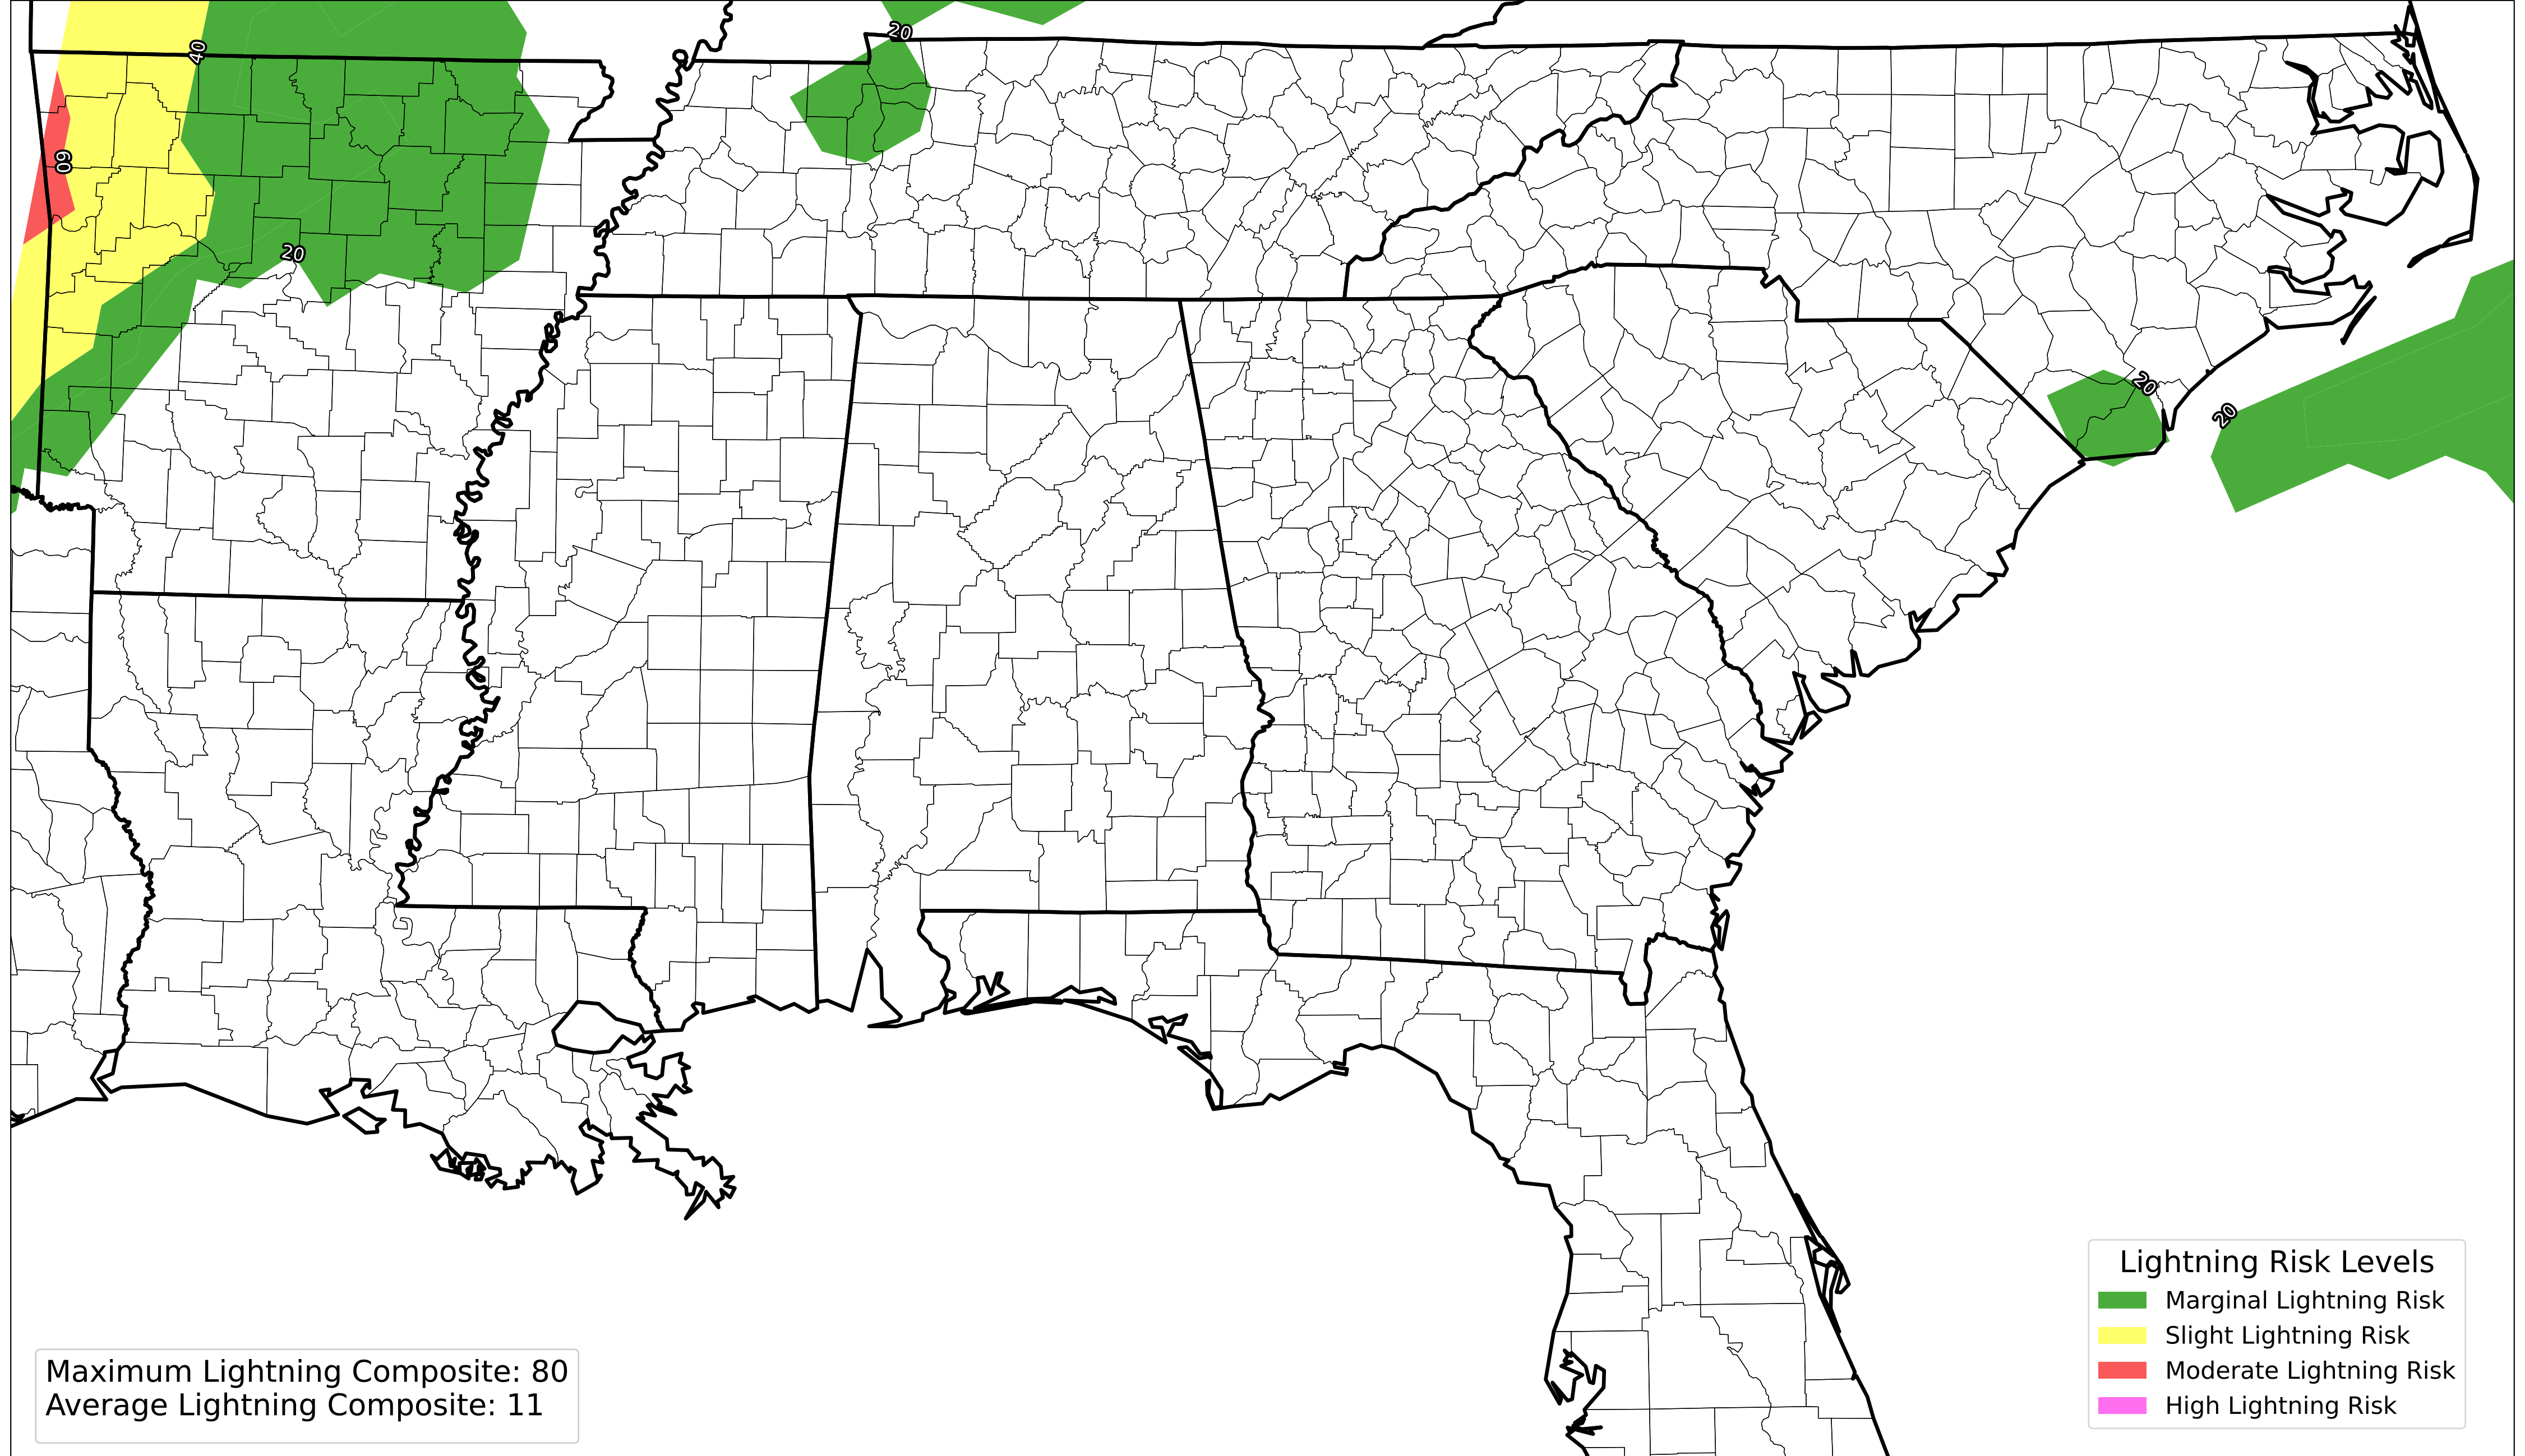 20
40
60
20
20
20
Maximum Lightning Composite: 80
Average Lightning Composite: 11
Lightning Risk Levels
Marginal Lightning Risk
Slight Lightning Risk
Moderate Lightning Risk
High Lightning Risk